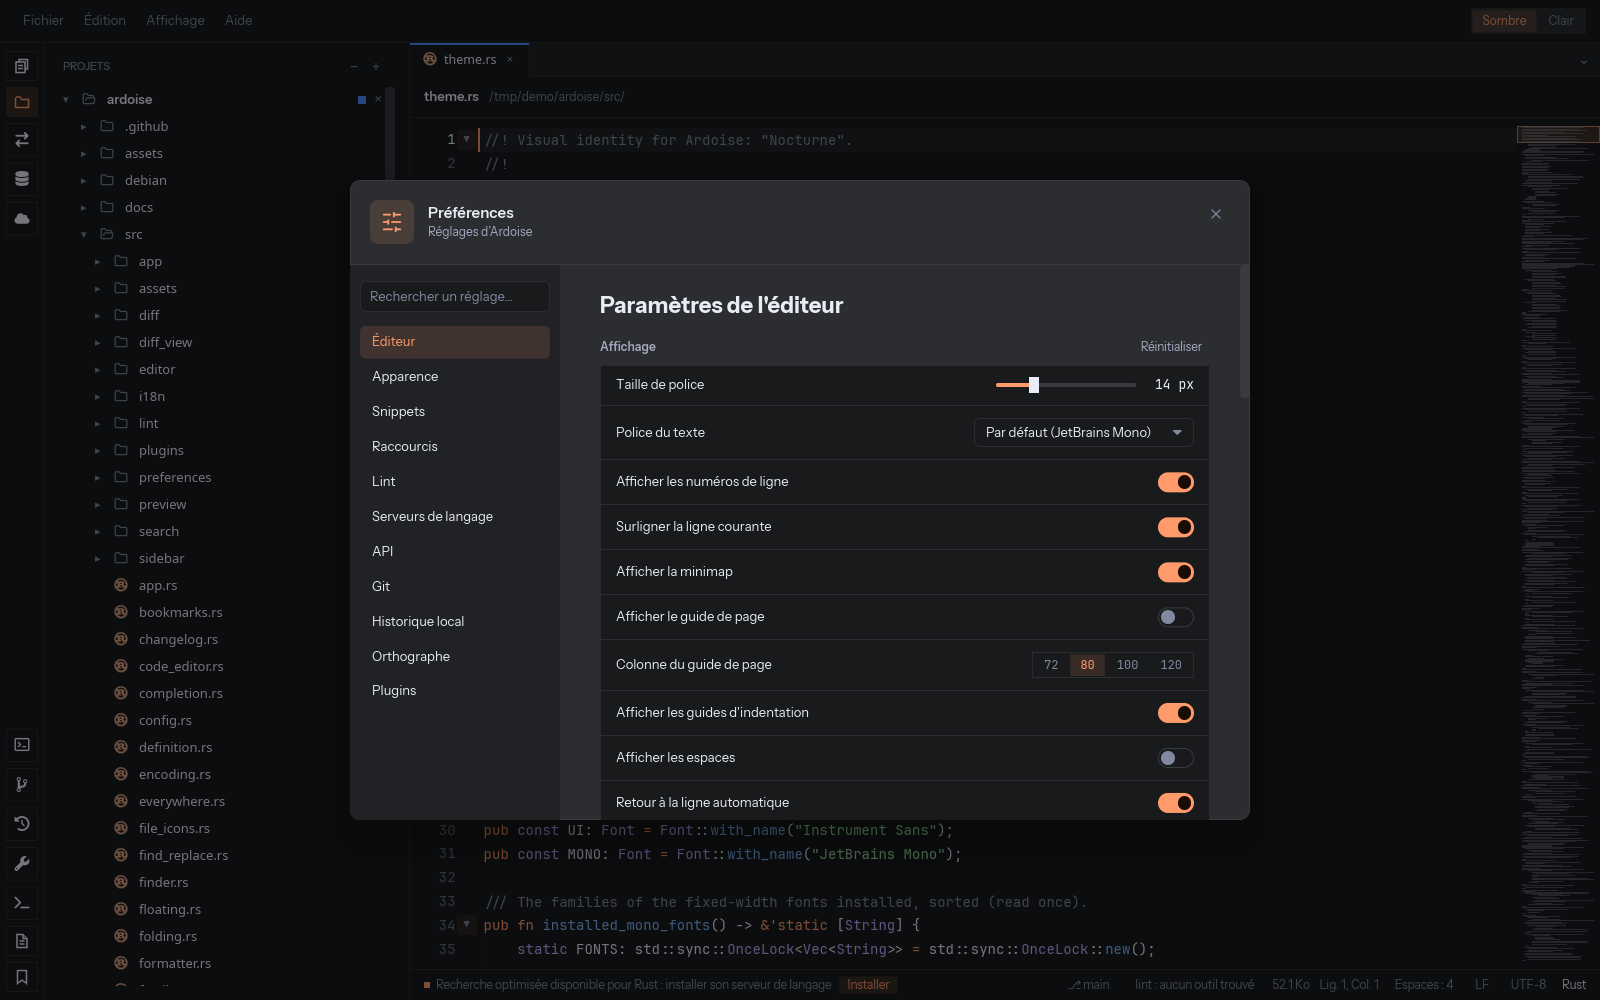 Fichier Édition Affichage Aide Sombre Clair
PROJETS − +
theme.rs ×
ardoise ×
theme.rs /tmp/demo/ardoise/src/
.github
assets
debian
docs
src
app
assets
diff
diff_view
editor
i18n
lint
plugins
preferences
preview
search
sidebar
app.rs
bookmarks.rs
changelog.rs
code_editor.rs
completion.rs
config.rs
definition.rs
encoding.rs
everywhere.rs
file_icons.rs
find_replace.rs
finder.rs
floating.rs
folding.rs
formatter.rs
1 //! Visual identity for Ardoise: "Nocturne".
2 //!
Préférences
Réglages d'Ardoise
Rechercher un réglage...
Éditeur
Apparence
Snippets
Raccourcis
Lint
Serveurs de langage
API
Git
Historique local
Orthographe
Plugins
Paramètres de l'éditeur
Affichage Réinitialiser
Taille de police 14 px
Police du texte Par défaut (JetBrains Mono)
Afficher les numéros de ligne
Surligner la ligne courante
Afficher la minimap
Afficher le guide de page
Colonne du guide de page 72 80 100 120
Afficher les guides d'indentation
Afficher les espaces
Retour à la ligne automatique
30 pub const UI: Font = Font::with_name("Instrument Sans");
31 pub const MONO: Font = Font::with_name("JetBrains Mono");
32
33 /// The families of the fixed-width fonts installed, sorted (read once).
34 pub fn installed_mono_fonts() -> &'static [String] {
35 static FONTS: std::sync::OnceLock<Vec<String>> = std::sync::OnceLock::new();
Recherche optimisée disponible pour Rust : installer son serveur de langage Installer main lint : aucun outil trouvé 52.1 Ko Lig. 1, Col. 1 Espaces : 4 LF UTF-8 Rust